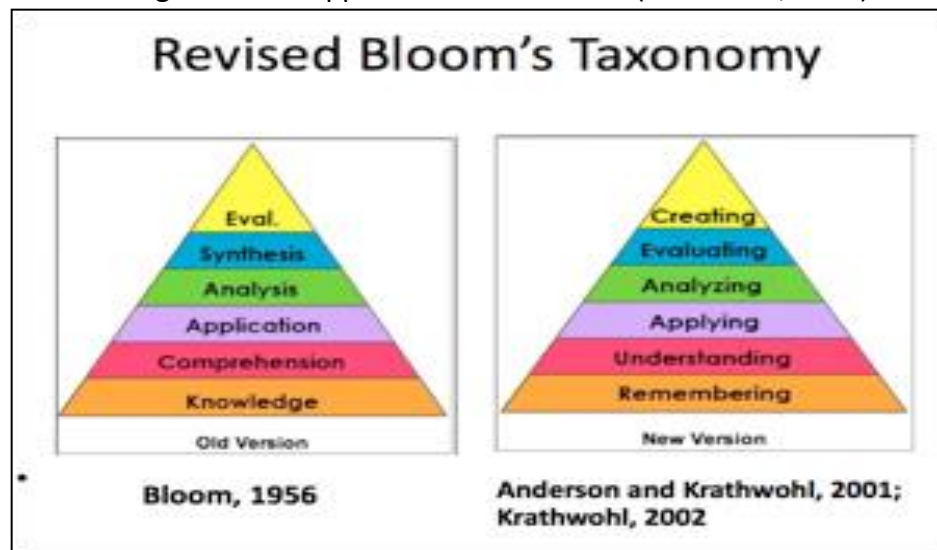 Revised Bloom's Taxonomy
Eval.
Synthesis
Analysis
Application
Comprehension
Knowledge
Old Version
Bloom, 1956
Creating
Evaluating
Analyzing
Applying
Understanding
Remembering
New Version
Anderson and Krathwohl, 2001;
Krathwohl, 2002